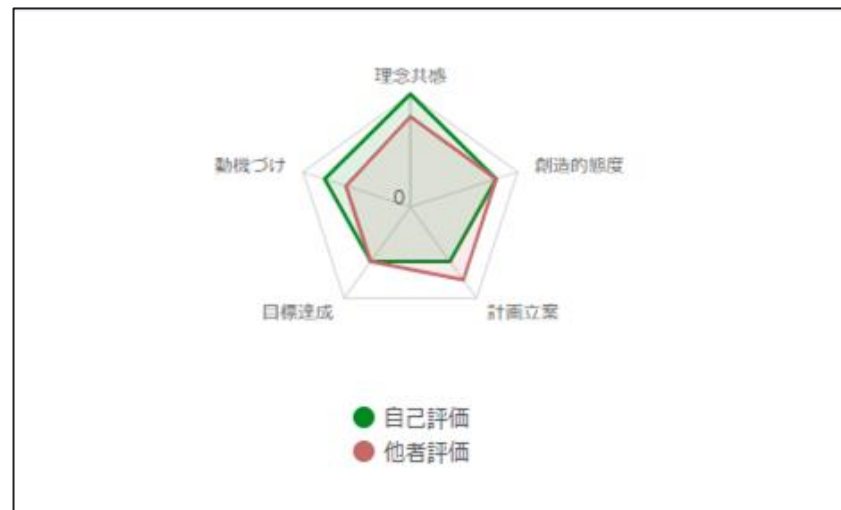 理念共感
動機づけ
創造的態度
0
目標達成
計画立案
自己評価
他者評価